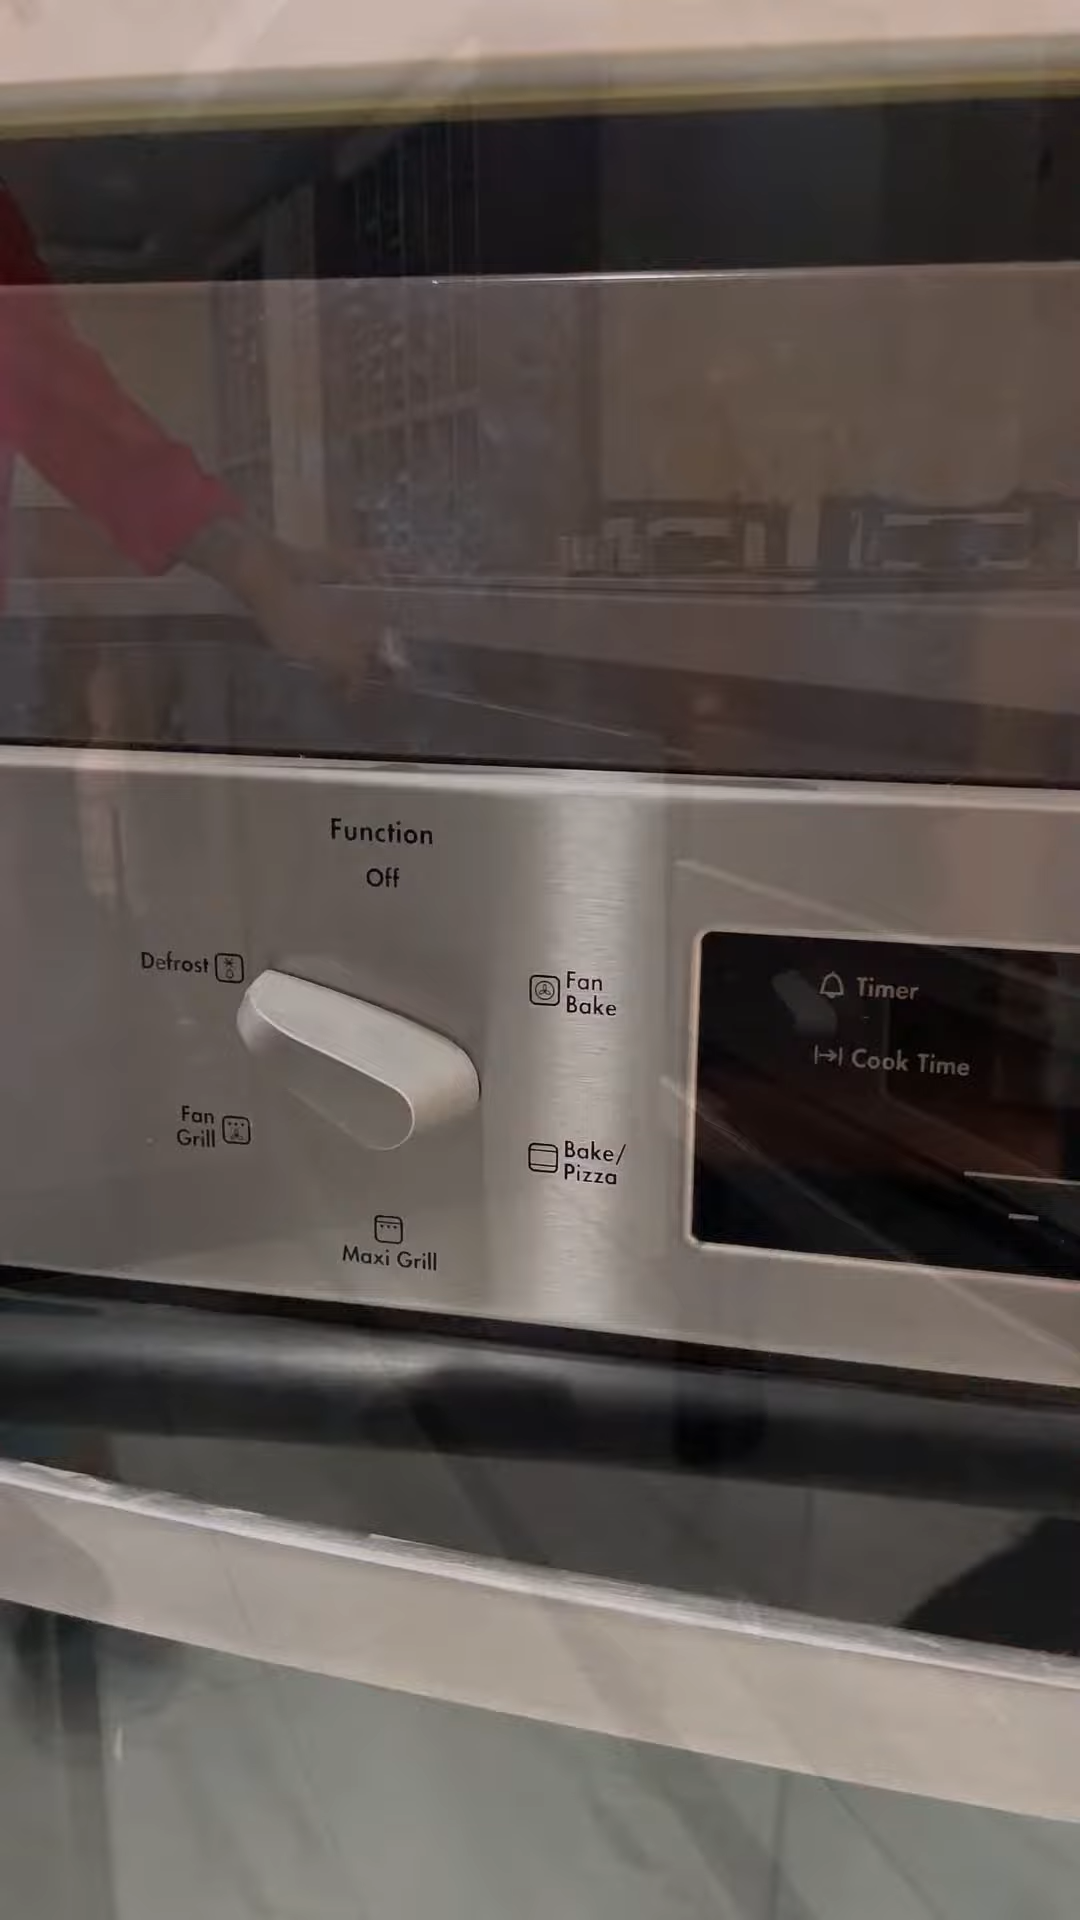 Function
Off
Defrost
Fan
Bake
Timer
Cook Time
Fan
Grill
Bake/
Pizza
Maxi Grill